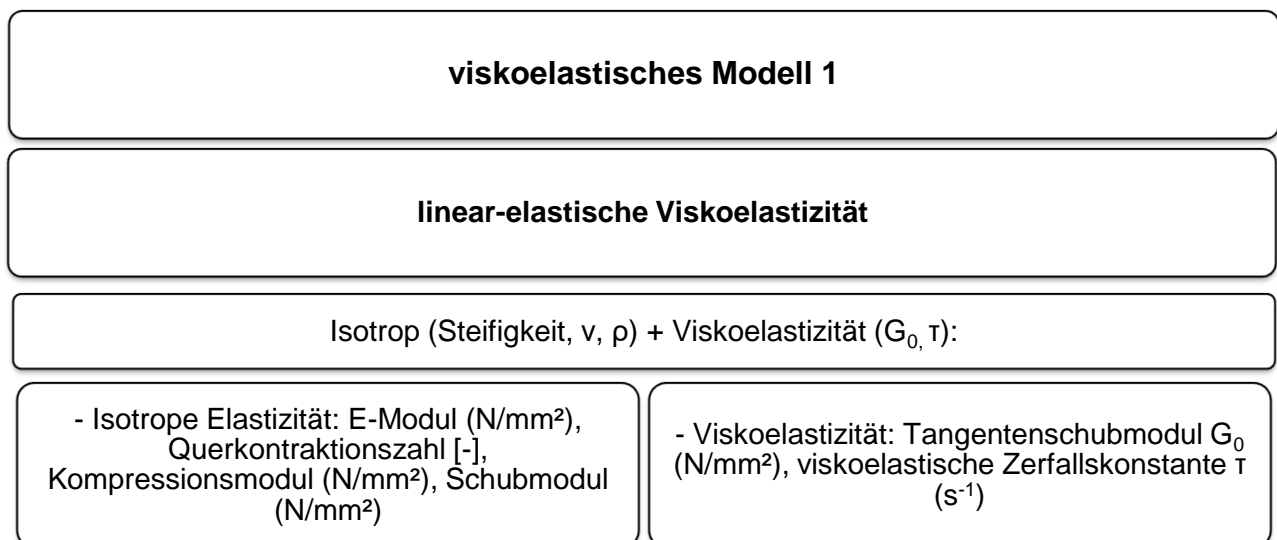 viskoelastisches Modell 1
linear-elastische Viskoelastizität
Isotrop (Steifigkeit, ν, ρ) + Viskoelastizität (G₀, τ):
- Isotrope Elastizität: E-Modul (N/mm²),
Querkontraktionszahl [-],
Kompressionsmodul (N/mm²), Schubmodul
(N/mm²)
- Viskoelastizität: Tangentenschubmodul G₀
(N/mm²), viskoelastische Zerfallskonstante τ
(s⁻¹)